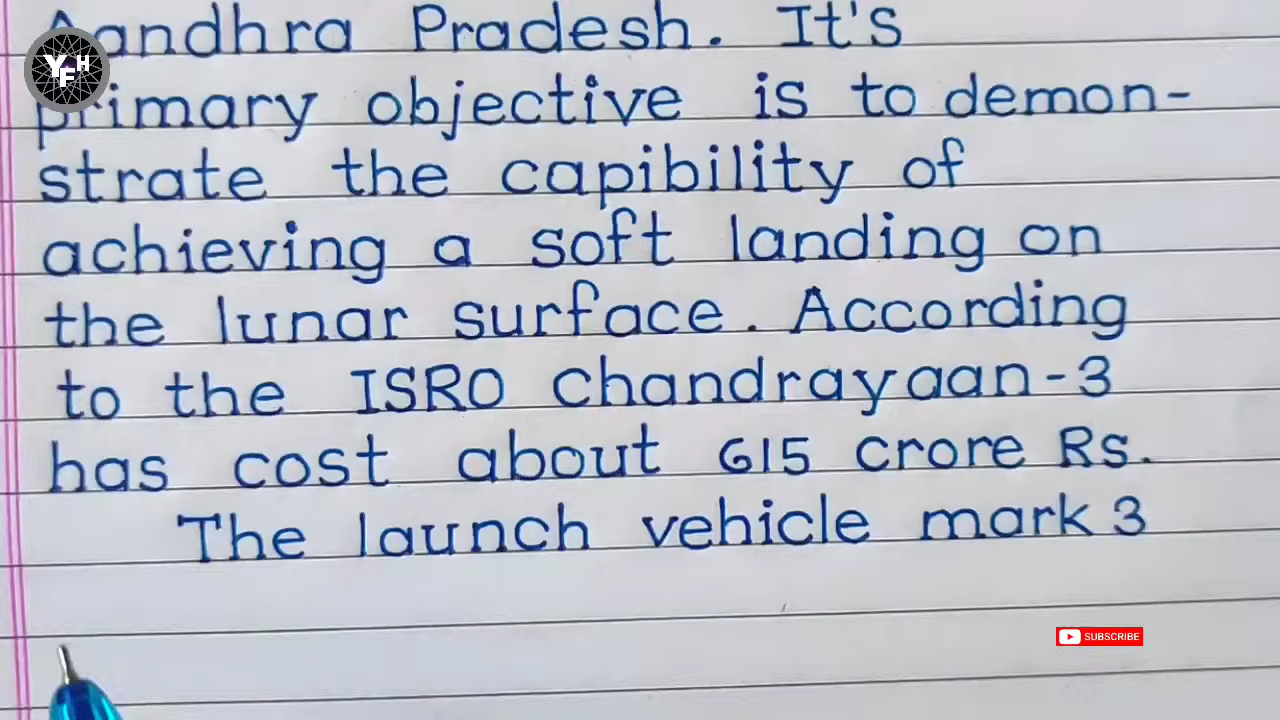 Aandhra Pradesh. It's
primary objective is to demon-
strate the capibility of
achieving a soft landing on
the lunar surface. According
to the ISRO Chandrayaan-3
has cost about 615 crore Rs.
The launch vehicle mark 3
YFH
SUBSCRIBE